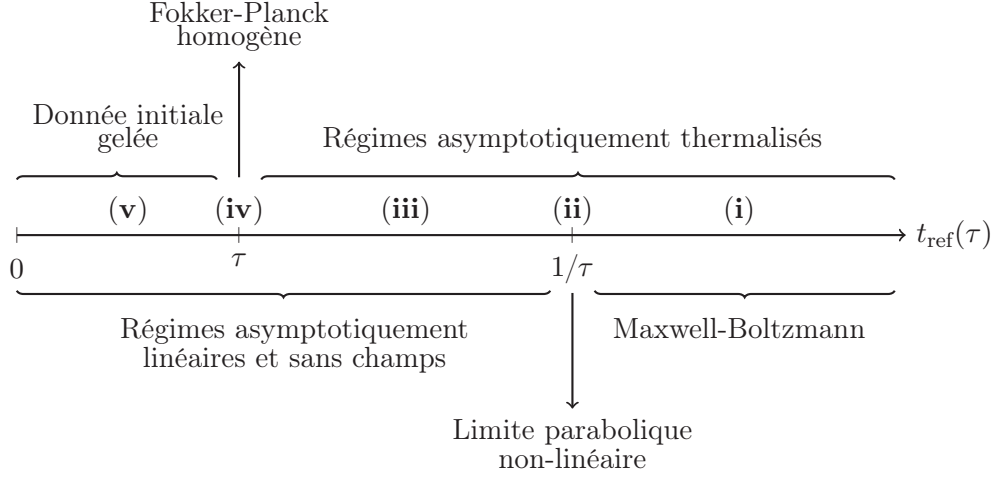 Fokker-Planck
homogène
Donnée initiale
gelée
Régimes asymptotiquement thermalisés
(v)
(iv)
(iii)
(ii)
(i)
t_ref(τ)
0
τ
1/τ
Régimes asymptotiquement
linéaires et sans champs
Maxwell-Boltzmann
Limite parabolique
non-linéaire